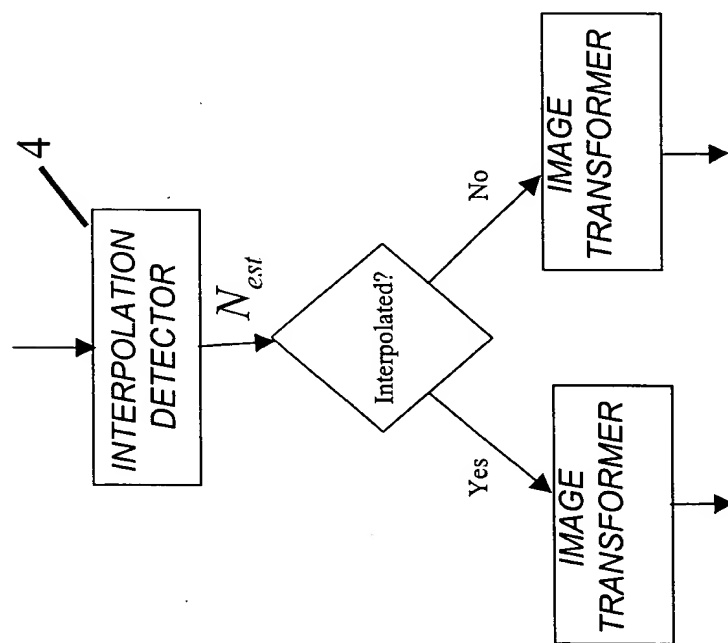 4
INTERPOLATION
DETECTOR
N_est
Interpolated?
Yes
No
IMAGE
TRANSFORMER
IMAGE
TRANSFORMER